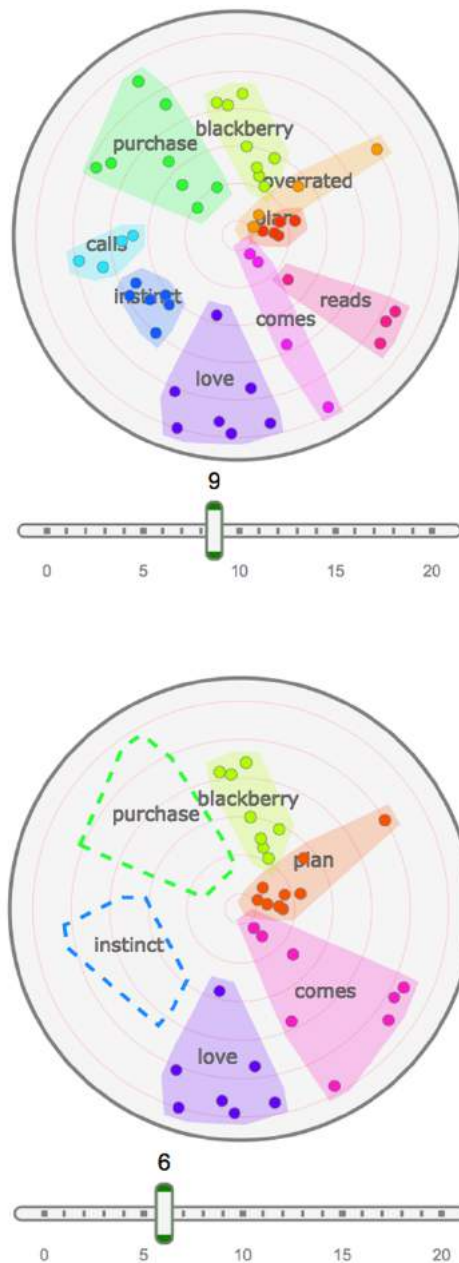 blackberry
purchase
overrated
plan
calls
instinct
reads
comes
love
9
0 5 10 15 20
blackberry
purchase
plan
instinct
comes
love
6
0 5 10 15 20